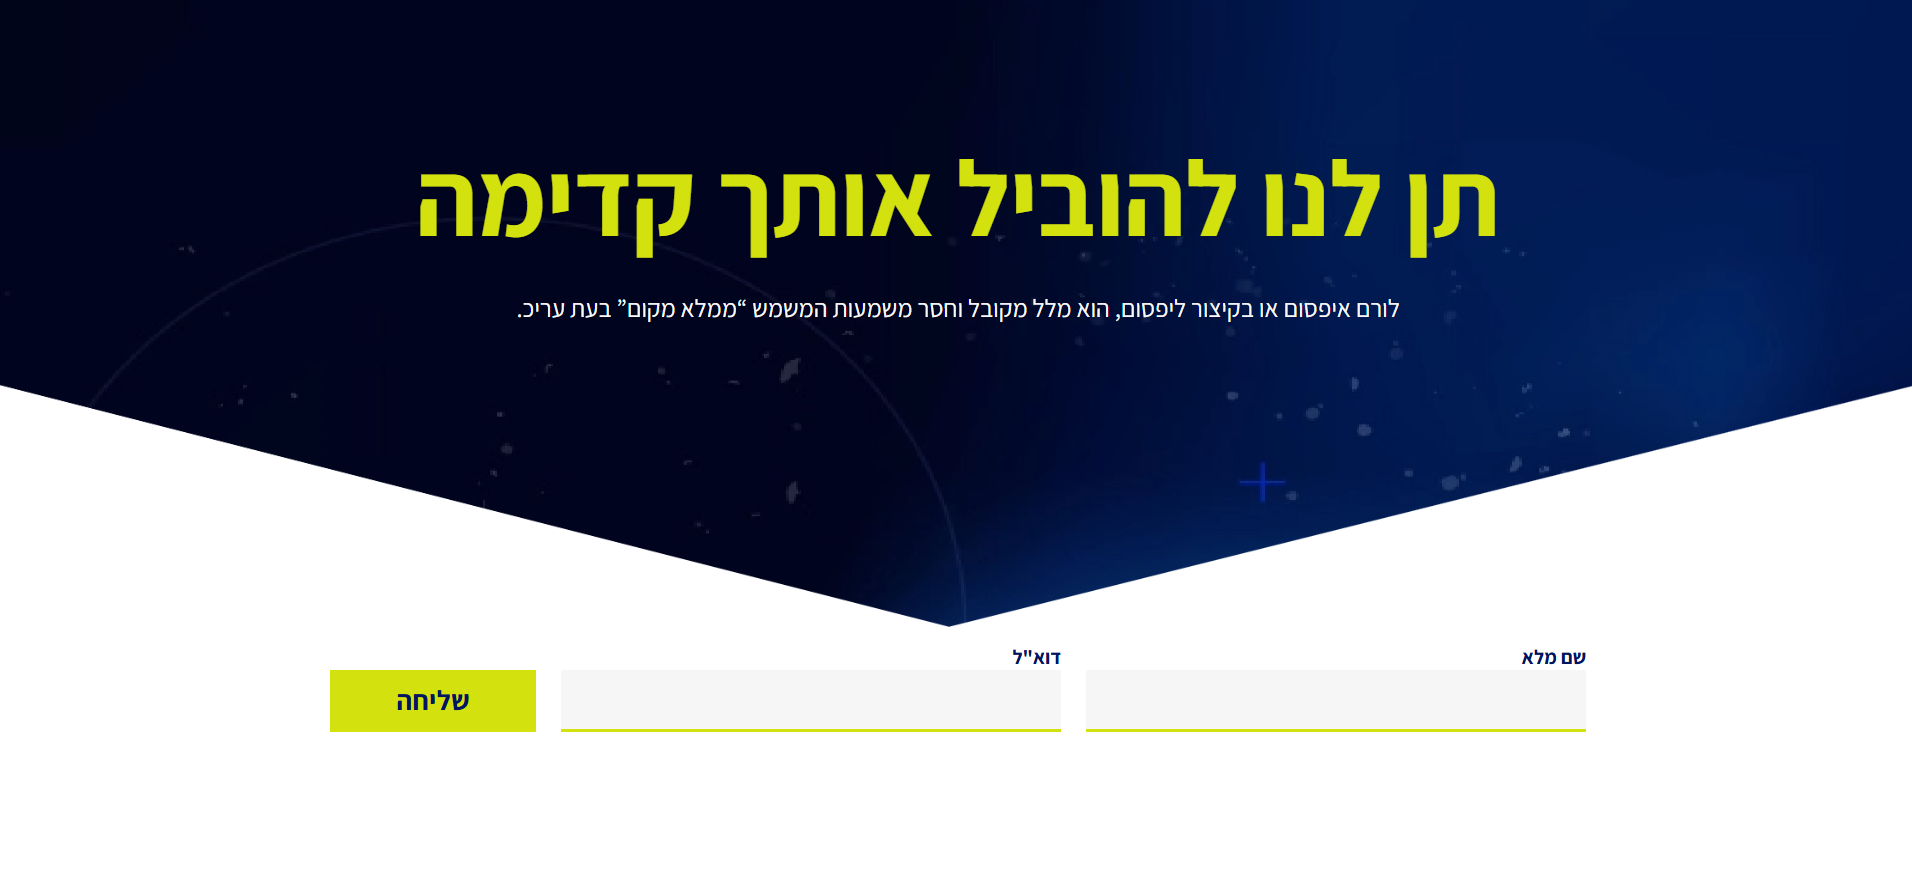 תן לנו להוביל אותך קדימה
לורם איפסום או בקיצור ליפסום, הוא מלל מקובל וחסר משמעות המשמש “ממלא מקום” בעת עריכ.
שם מלא
דוא"ל
שליחה